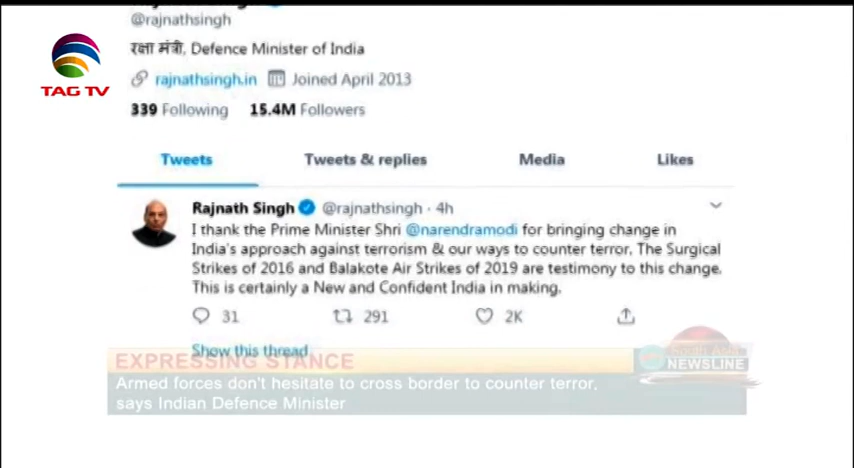 @rajnathsingh
रक्षा मंत्री, Defence Minister of India
rajnathsingh.in Joined April 2013
339 Following 15.4M Followers
TAG TV
Tweets Tweets & replies Media Likes
Rajnath Singh @rajnathsingh · 4h
I thank the Prime Minister Shri @narendramodi for bringing change in
India's approach against terrorism & our ways to counter terror. The Surgical
Strikes of 2016 and Balakote Air Strikes of 2019 are testimony to this change.
This is certainly a New and Confident India in making.
31 291 2K
Show this thread
EXPRESSING STANCE
South Asia
NEWSLINE
Armed forces don't hesitate to cross border to counter terror,
says Indian Defence Minister